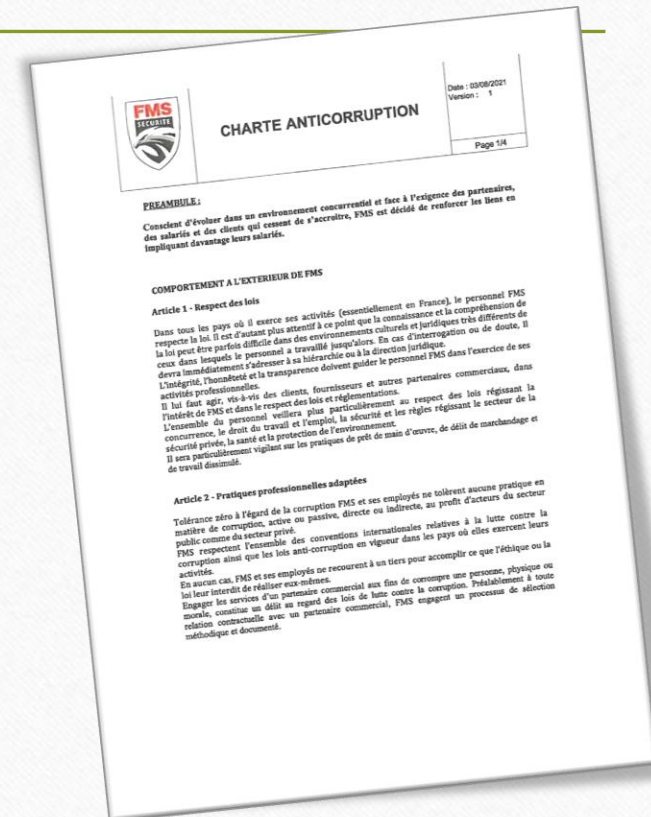 FMS
SECURITE
CHARTE ANTICORRUPTION
Date : 03/08/2021
Version : 1
Page 1/4
PREAMBULE :
Conscient d'évoluer dans un environnement concurrentiel et face à l'exigence des partenaires,
des salariés et des clients qui cessent de s'accroitre, FMS est décidé de renforcer les liens en
impliquant davantage leurs salariés.
COMPORTEMENT A L'EXTERIEUR DE FMS
Article 1 - Respect des lois
Dans tous les pays où il exerce ses activités (essentiellement en France), le personnel FMS
respecte la loi. Il est d'autant plus attentif à ce point que la connaissance et la compréhension de
la loi peut être parfois difficile dans des environnements culturels et juridiques très différents de
ceux dans lesquels le personnel a travaillé jusqu'alors. En cas d'interrogation ou de doute, il
devra immédiatement s'adresser à sa hiérarchie ou à la direction juridique.
L'intégrité, l'honnêteté et la transparence doivent guider le personnel FMS dans l'exercice de ses
activités professionnelles.
Il lui faut agir, vis-à-vis des clients, fournisseurs et autres partenaires commerciaux, dans
l'intérêt de FMS et dans le respect des lois et réglementations.
L'ensemble du personnel veillera plus particulièrement au respect des lois régissant la
concurrence, le droit du travail et l'emploi, la sécurité et les règles régissant le secteur de la
sécurité privée, la santé et la protection de l'environnement.
Il sera particulièrement vigilant sur les pratiques de prêt de main d'œuvre, de délit de marchandage et
de travail dissimulé.
Article 2 - Pratiques professionnelles adaptées
Tolérance zéro à l'égard de la corruption FMS et ses employés ne tolèrent aucune pratique en
matière de corruption, active ou passive, directe ou indirecte, au profit d'acteurs du secteur
public comme du secteur privé.
FMS respectent l'ensemble des conventions internationales relatives à la lutte contre la
corruption ainsi que les lois anti-corruption en vigueur dans les pays où elles exercent leurs
activités.
En aucun cas, FMS et ses employés ne recourent à un tiers pour accomplir ce que l'éthique ou la
loi leur interdit de réaliser eux-mêmes.
Engager les services d'un partenaire commercial aux fins de corrompre une personne, physique ou
morale, constitue un délit au regard des lois de lutte contre la corruption. Préalablement à toute
relation contractuelle avec un partenaire commercial, FMS engagent un processus de sélection
méthodique et documenté.